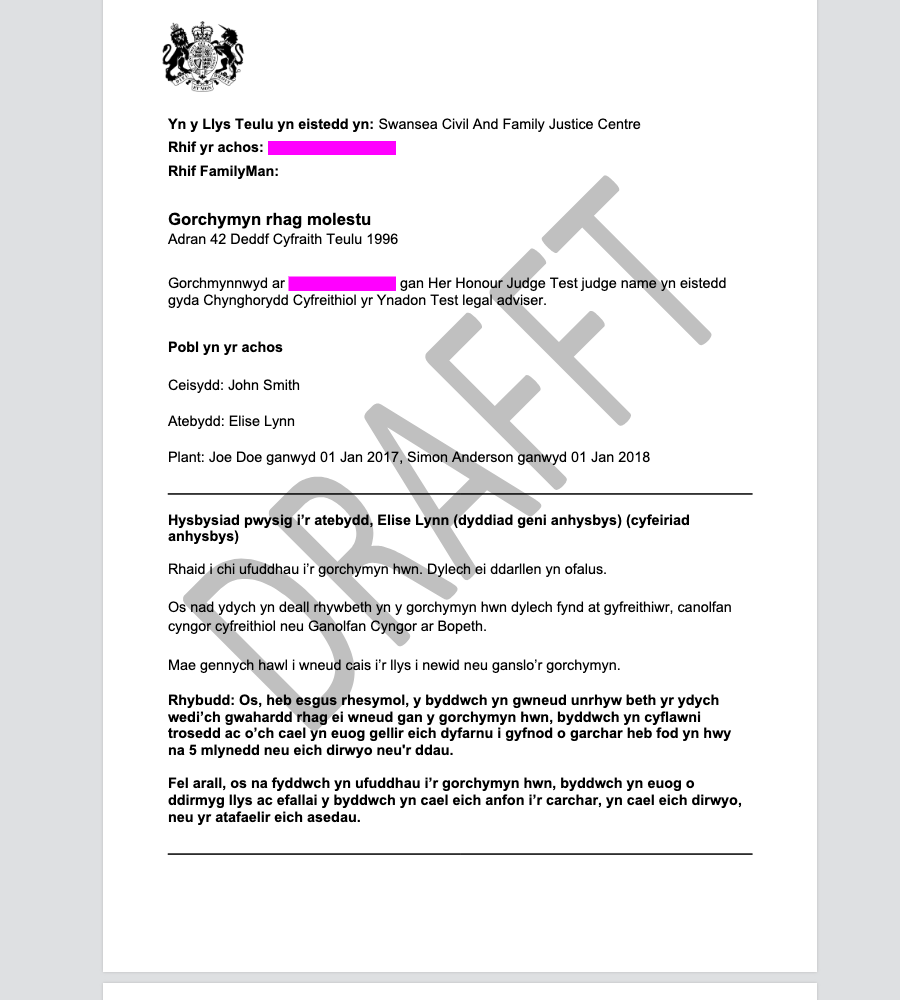 Yn y Llys Teulu yn eistedd yn: Swansea Civil And Family Justice Centre
Rhif yr achos:
Rhif FamilyMan:
Gorchymyn rhag molestu
Adran 42 Deddf Cyfraith Teulu 1996
Gorchmynnwyd ar gan Her Honour Judge Test judge name yn eistedd
gyda Chynghorydd Cyfreithiol yr Ynadon Test legal adviser.
Pobl yn yr achos
Ceisydd: John Smith
Atebydd: Elise Lynn
Plant: Joe Doe ganwyd 01 Jan 2017, Simon Anderson ganwyd 01 Jan 2018
Hysbysiad pwysig i'r atebydd, Elise Lynn (dyddiad geni anhysbys) (cyfeiriad
anhysbys)
Rhaid i chi ufuddhau i'r gorchymyn hwn. Dylech ei ddarllen yn ofalus.
Os nad ydych yn deall rhywbeth yn y gorchymyn hwn dylech fynd at gyfreithiwr, canolfan
cyngor cyfreithiol neu Ganolfan Cyngor ar Bopeth.
Mae gennych hawl i wneud cais i'r llys i newid neu ganslo'r gorchymyn.
Rhybudd: Os, heb esgus rhesymol, y byddwch yn gwneud unrhyw beth yr ydych
wedi'ch gwahardd rhag ei wneud gan y gorchymyn hwn, byddwch yn cyflawni
trosedd ac o'ch cael yn euog gellir eich dyfarnu i gyfnod o garchar heb fod yn hwy
na 5 mlynedd neu eich dirwyo neu'r ddau.
Fel arall, os na fyddwch yn ufuddhau i'r gorchymyn hwn, byddwch yn euog o
ddirmyg llys ac efallai y byddwch yn cael eich anfon i'r carchar, yn cael eich dirwyo,
neu yr atafaelir eich asedau.
DRAFFT